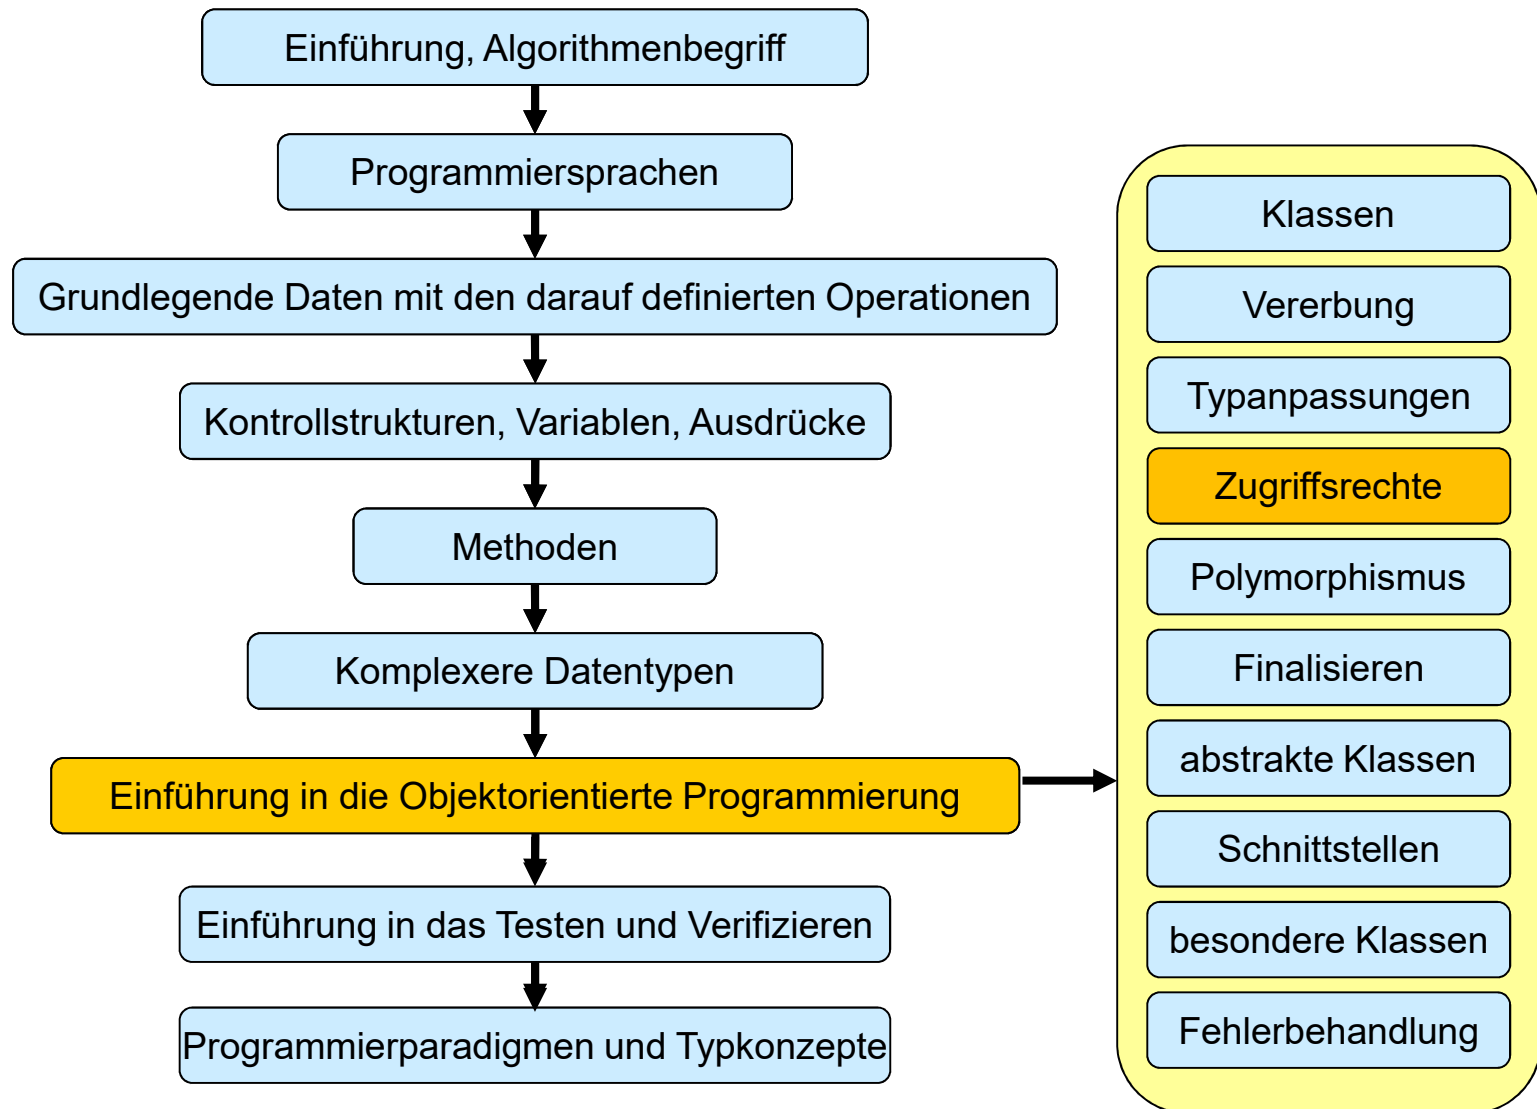 Einführung, Algorithmenbegriff
Programmiersprachen
Grundlegende Daten mit den darauf definierten Operationen
Kontrollstrukturen, Variablen, Ausdrücke
Methoden
Komplexere Datentypen
Einführung in die Objektorientierte Programmierung
Einführung in das Testen und Verifizieren
Programmierparadigmen und Typkonzepte
Klassen
Vererbung
Typanpassungen
Zugriffsrechte
Polymorphismus
Finalisieren
abstrakte Klassen
Schnittstellen
besondere Klassen
Fehlerbehandlung